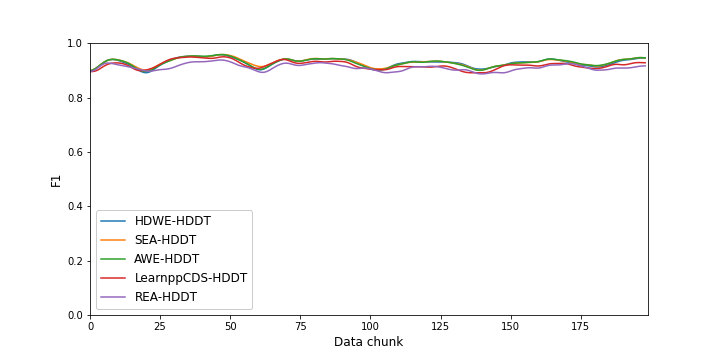 1.0
0.8
0.6
0.4
0.2
0.0
F1
HDWE-HDDT
SEA-HDDT
AWE-HDDT
LearnppCDS-HDDT
REA-HDDT
0 25 50 75 100 125 150 175
Data chunk